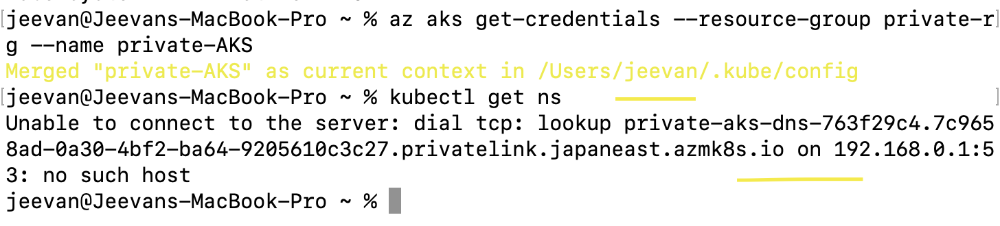 jeevan@Jeevans-MacBook-Pro ~ % az aks get-credentials --resource-group private-r
g --name private-AKS
Merged "private-AKS" as current context in /Users/jeevan/.kube/config
jeevan@Jeevans-MacBook-Pro ~ % kubectl get ns
Unable to connect to the server: dial tcp: lookup private-aks-dns-763f29c4.7c965
8ad-0a30-4bf2-ba64-9205610c3c27.privatelink.japaneast.azmk8s.io on 192.168.0.1:5
3: no such host
jeevan@Jeevans-MacBook-Pro ~ %